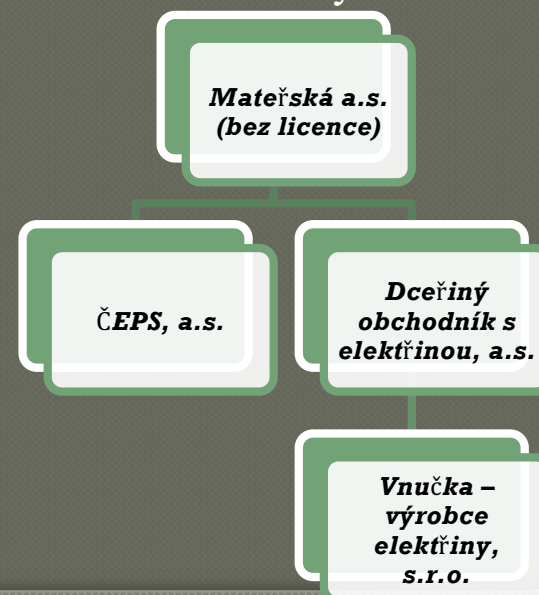 Mateřská a.s.
(bez licence)
ČEPS, a.s.
Dceřiný
obchodník s
elektřinou, a.s.
Vnučka –
výrobce
elektřiny,
s.r.o.